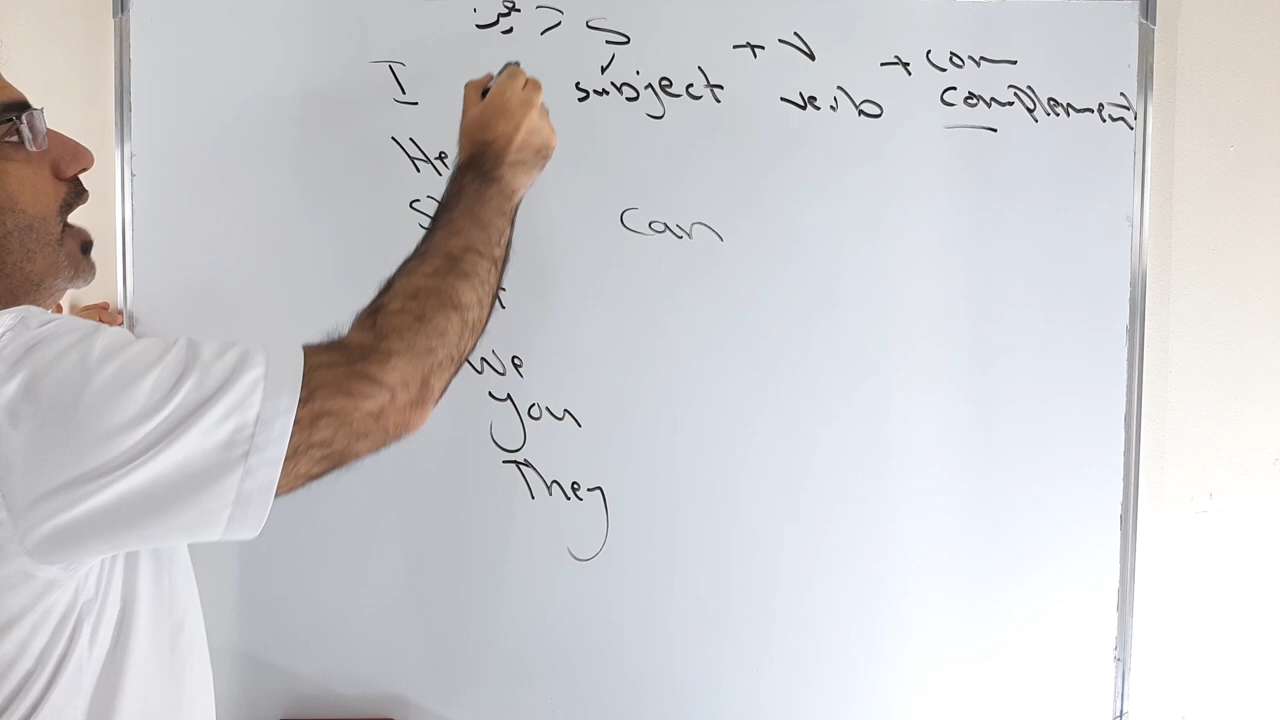 S + V + com
I subject verb complement
He
can
We
you
They